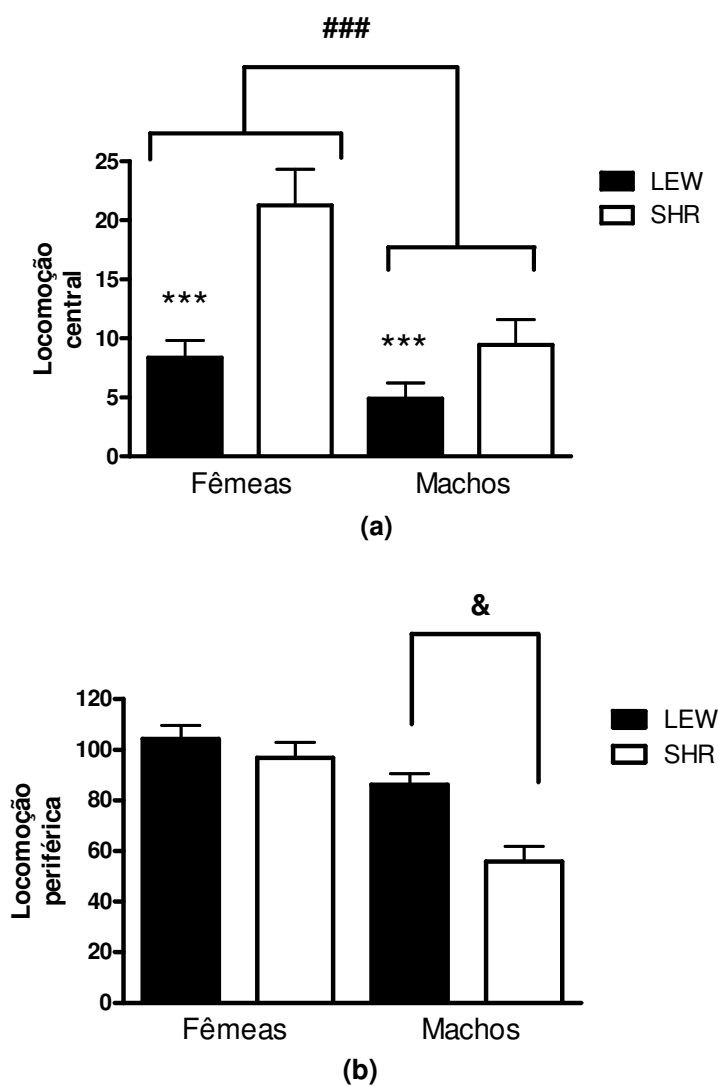 ###
25
20
15
10
5
0
Locomoção
central
***
***
LEW
SHR
Fêmeas
Machos
(a)
&
120
100
80
60
40
20
0
Locomoção
periférica
LEW
SHR
Fêmeas
Machos
(b)